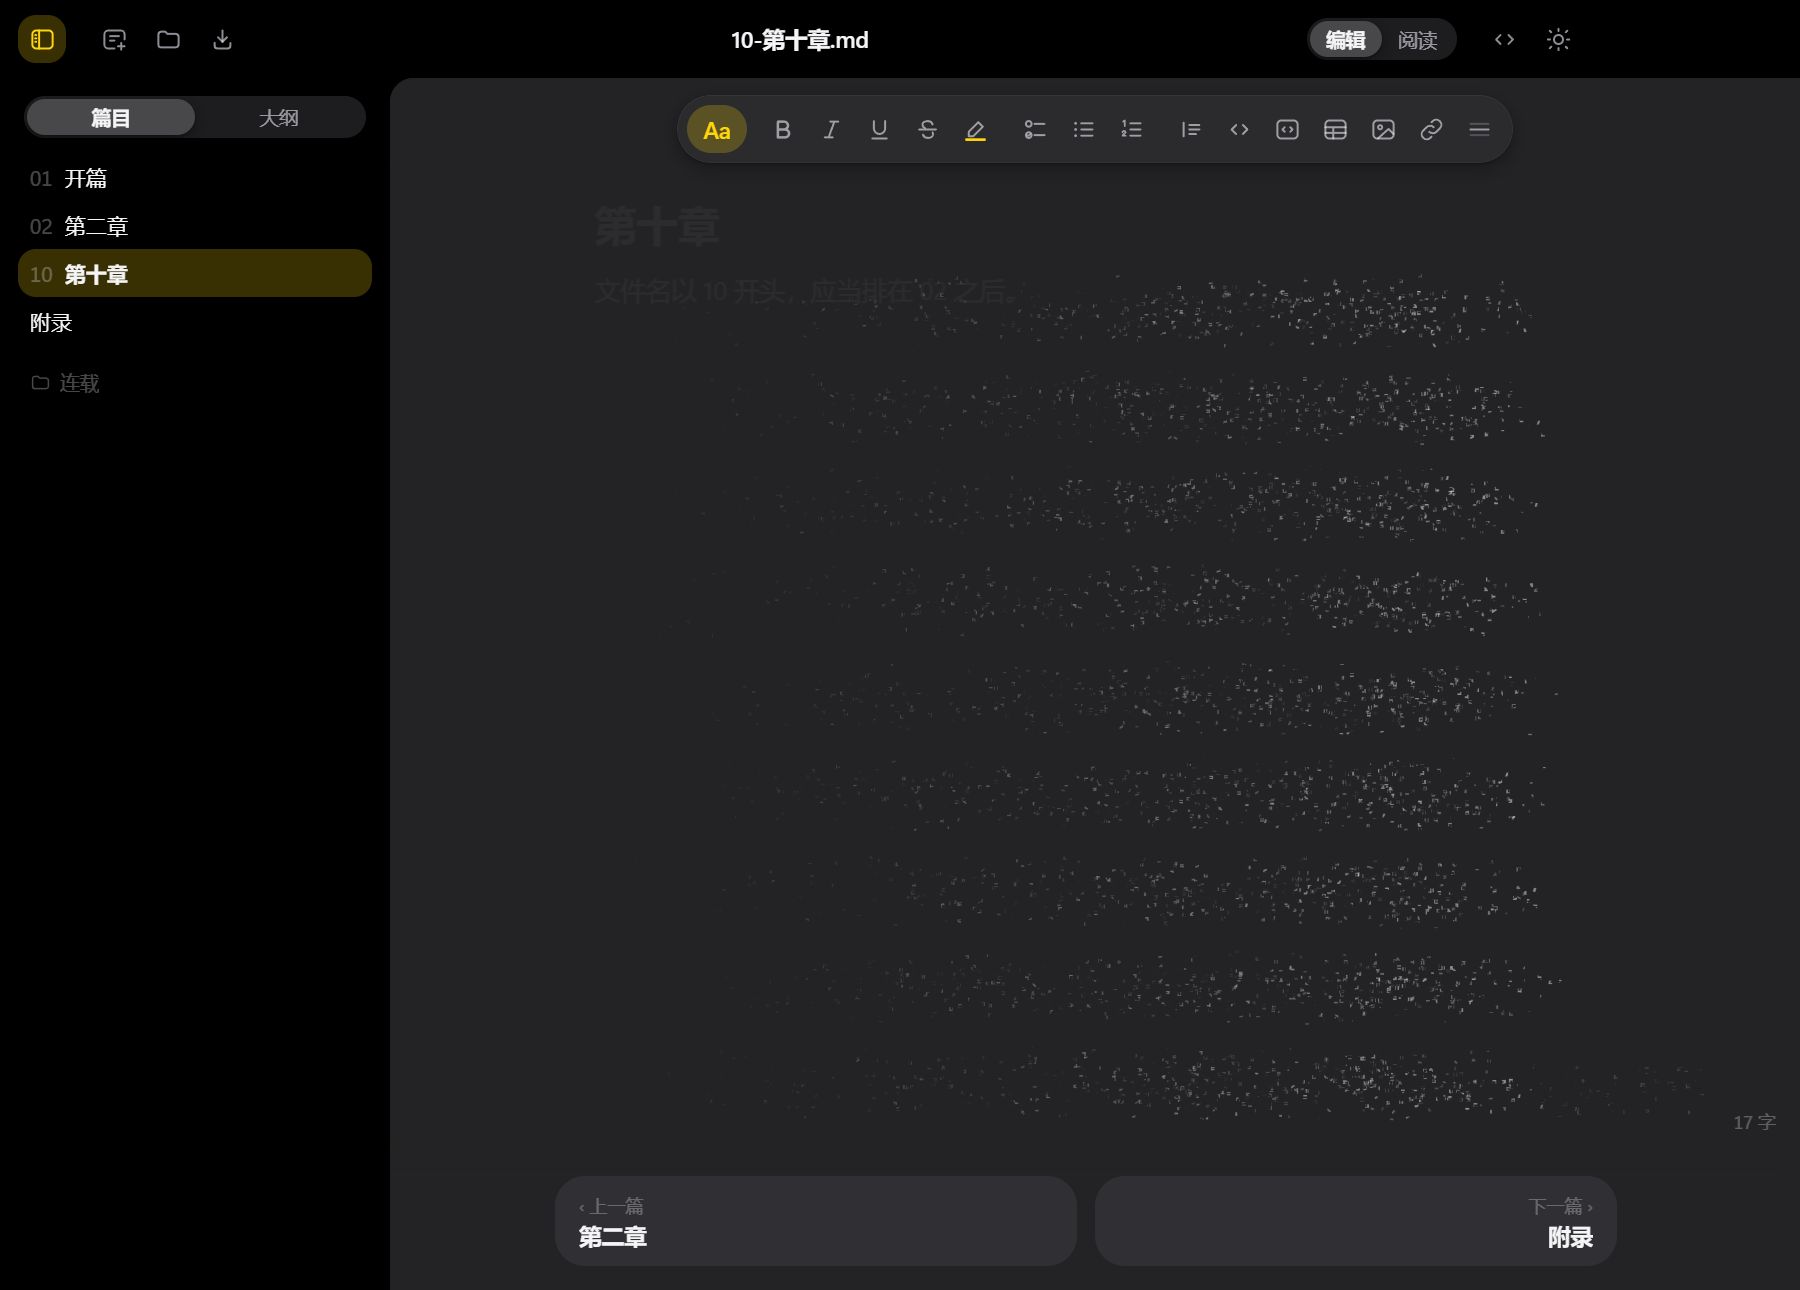 10-第十章.md
编辑
阅读
篇目
大纲
Aa
01 开篇
02 第二章
10 第十章
附录
连载
第十章
文件名以 10 开头，应当排在 02 之后。
17 字
‹ 上一篇
第二章
下一篇 ›
附录